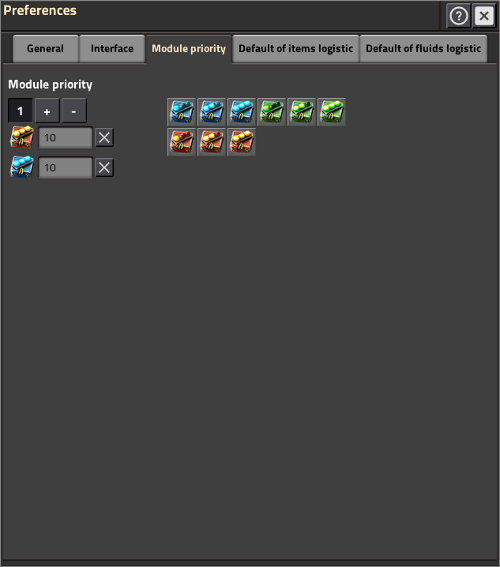 Preferences
?
General Interface Module priority Default of items logistic Default of fluids logistic
Module priority
1 + -
10
10